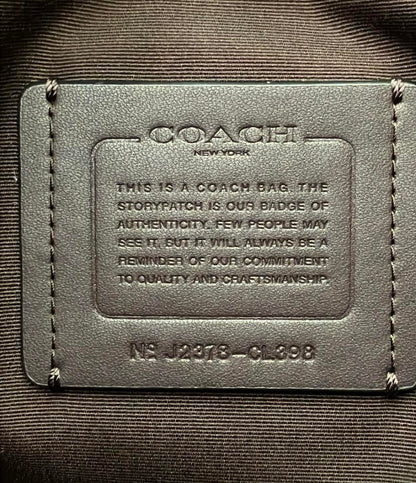 COACH
NEW YORK
THIS IS A COACH BAG. THE
STORYPATCH IS OUR BADGE OF
AUTHENTICITY. FEW PEOPLE MAY
SEE IT, BUT IT WILL ALWAYS BE A
REMINDER OF OUR COMMITMENT
TO QUALITY AND CRAFTSMANSHIP.
Nº J2378-CL398